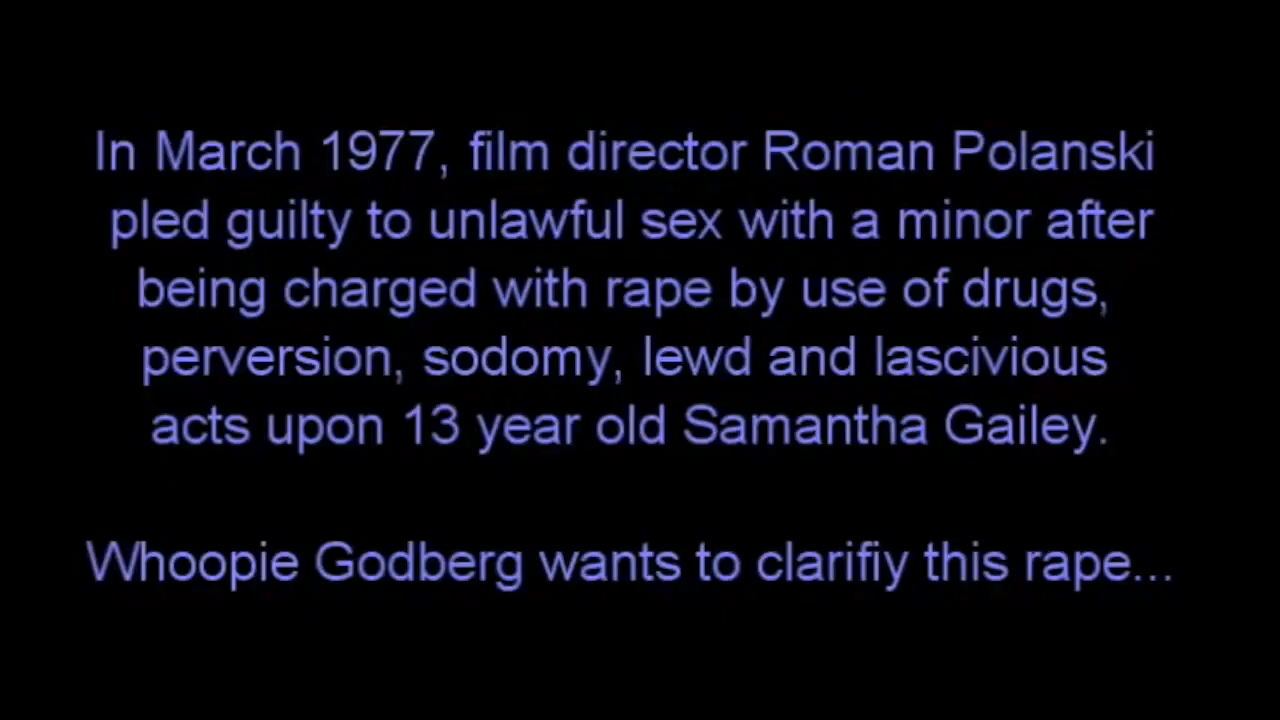 In March 1977, film director Roman Polanski
pled guilty to unlawful sex with a minor after
being charged with rape by use of drugs,
perversion, sodomy, lewd and lascivious
acts upon 13 year old Samantha Gailey.
Whoopie Godberg wants to clarifiy this rape...